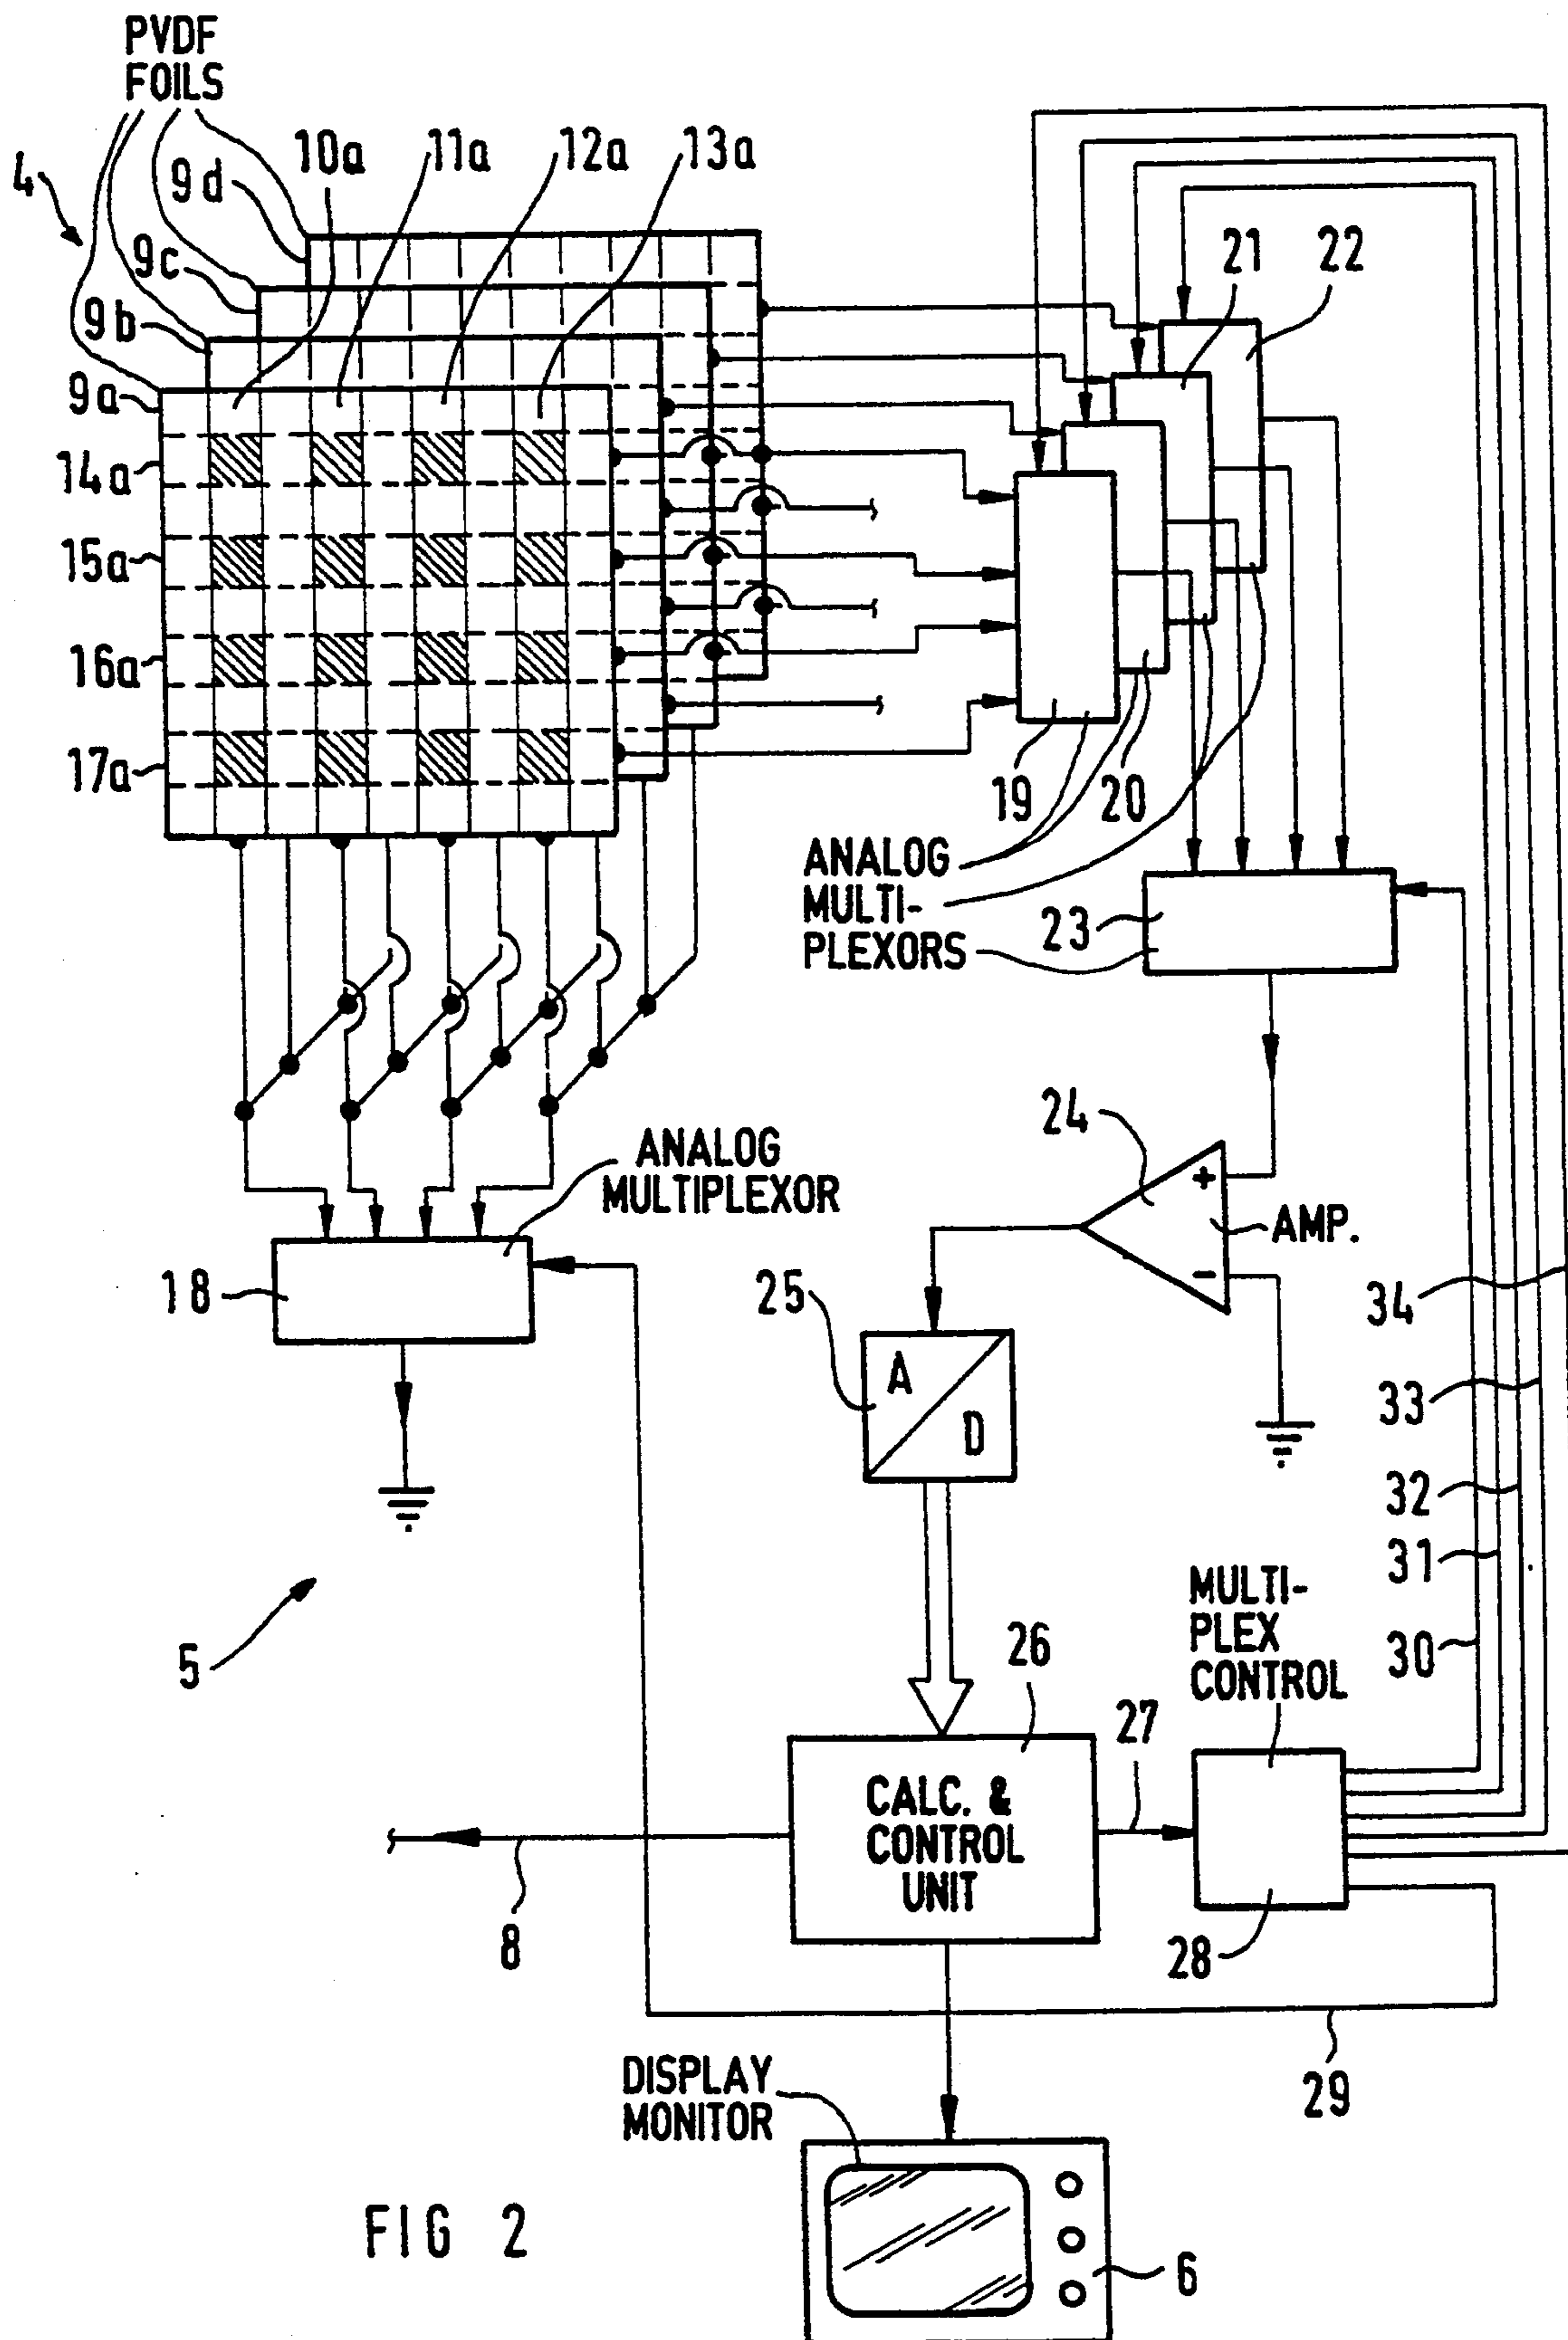 PVDF
FOILS
10a
11a
12a
13a
4
9d
9c
9b
9a
21
22
14a
15a
16a
17a
19
20
ANALOG
MULTI-
PLEXORS
23
24
+
AMP.
−
ANALOG
MULTIPLEXOR
18
25
A
D
34
33
32
31
30
5
26
27
MULTI-
PLEX
CONTROL
CALC. &
CONTROL
UNIT
8
28
29
DISPLAY
MONITOR
6
FIG 2